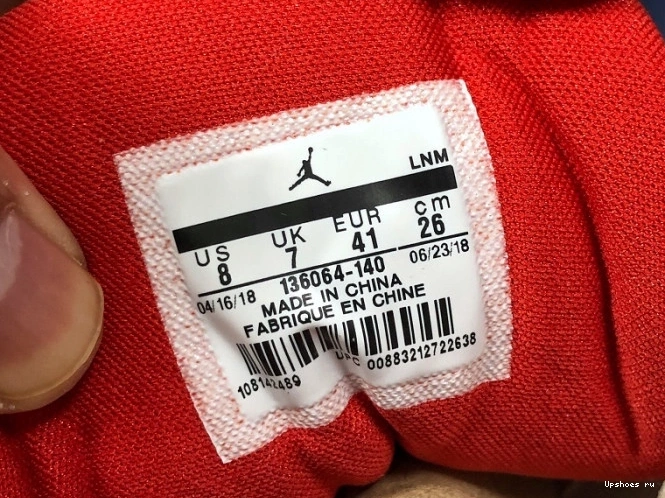 LNM
US UK EUR cm
8 7 41 26
04/16/18 136064-140 06/23/18
MADE IN CHINA
FABRIQUE EN CHINE
UPC 00883212722638
Upshoes ru